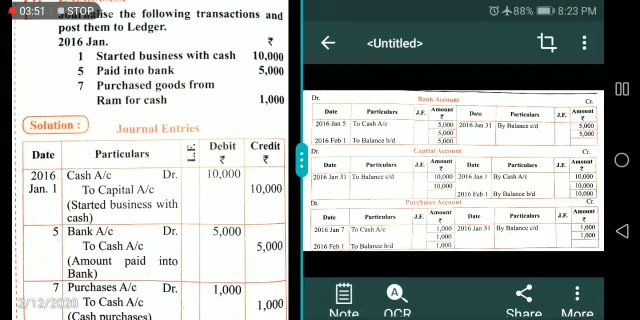 03:51 STOP
Journalise the following transactions and
post them to Ledger.
2016 Jan. ₹
1 Started business with cash 10,000
5 Paid into bank 5,000
7 Purchased goods from
Ram for cash 1,000
Solution :
Journal Entries
Date Particulars L.F. Debit ₹ Credit ₹
2016 Cash A/c Dr. 10,000
Jan. 1 To Capital A/c 10,000
(Started business with
cash)
5 Bank A/c Dr. 5,000
To Cash A/c 5,000
(Amount paid into
Bank)
7 Purchases A/c Dr. 1,000
To Cash A/c 1,000
(Cash purchases)
2/12/2020
88% 8:23 PM
<Untitled>
Dr. Bank Account Cr.
Date Particulars J.F. Amount ₹ Date Particulars J.F. Amount ₹
2016 Jan 5 To Cash A/c 5,000 2016 Jan 31 By Balance c/d 5,000
5,000 5,000
2016 Feb 1 To Balance b/d 5,000
Dr. Capital Account Cr.
Date Particulars J.F. Amount ₹ Date Particulars J.F. Amount ₹
2016 Jan 31 To Balance c/d 10,000 2016 Jan 1 By Cash A/c 10,000
10,000 10,000
2016 Feb 1 By Balance b/d 10,000
Dr. Purchases Account Cr.
Date Particulars J.F. Amount ₹ Date Particulars J.F. Amount ₹
2016 Jan 7 To Cash A/c 1,000 2016 Jan 31 By Balance c/d 1,000
1,000 1,000
2016 Feb 1 To Balance b/d 1,000
Note OCR Share More